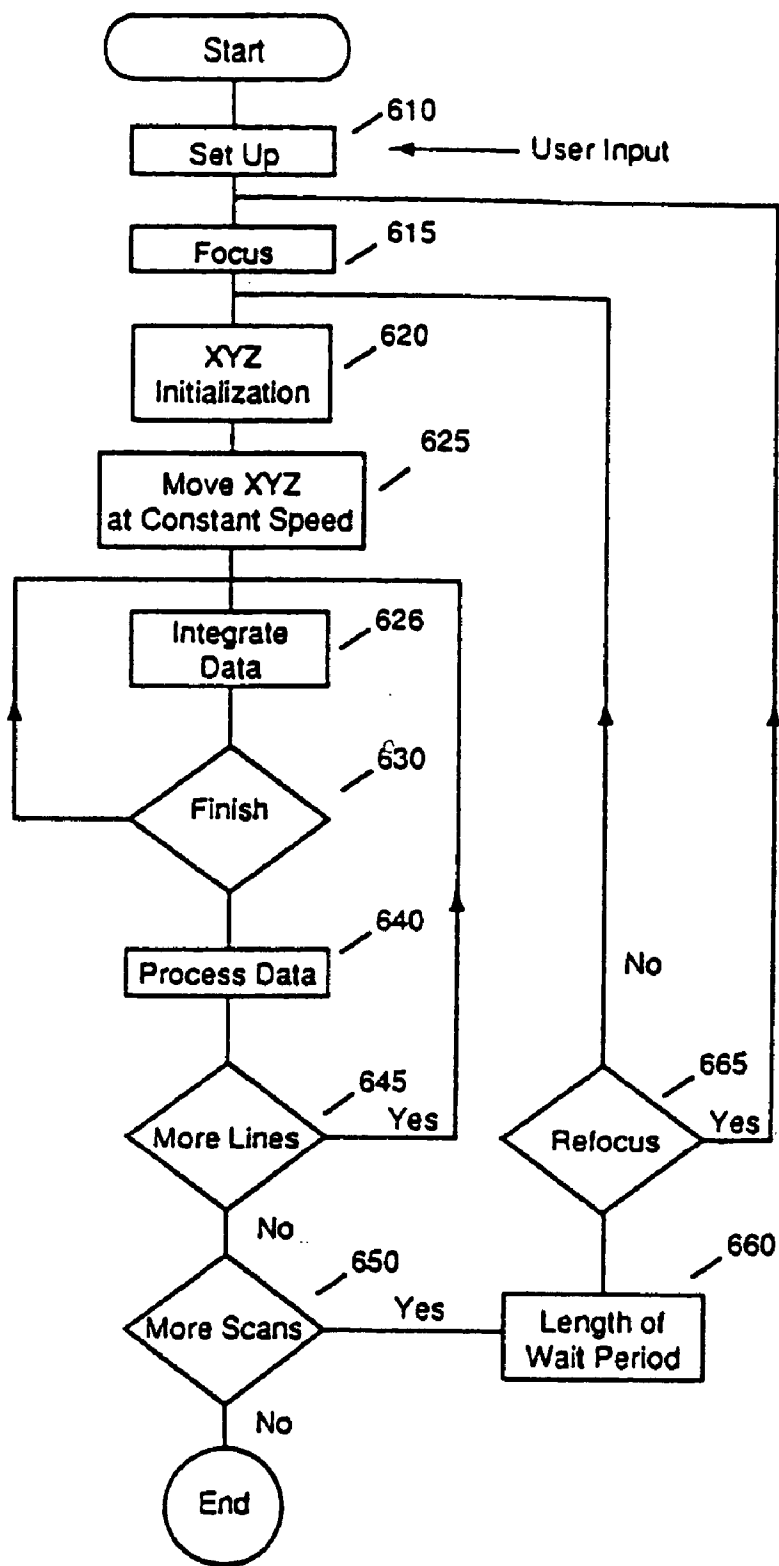 Start
610
Set Up
User Input
615
Focus
620
XYZ
Initialization
625
Move XYZ
at Constant Speed
626
Integrate
Data
630
Finish
640
Process Data
No
645
More Lines
Yes
665
Refocus
Yes
No
650
More Scans
Yes
660
Length of
Wait Period
No
End